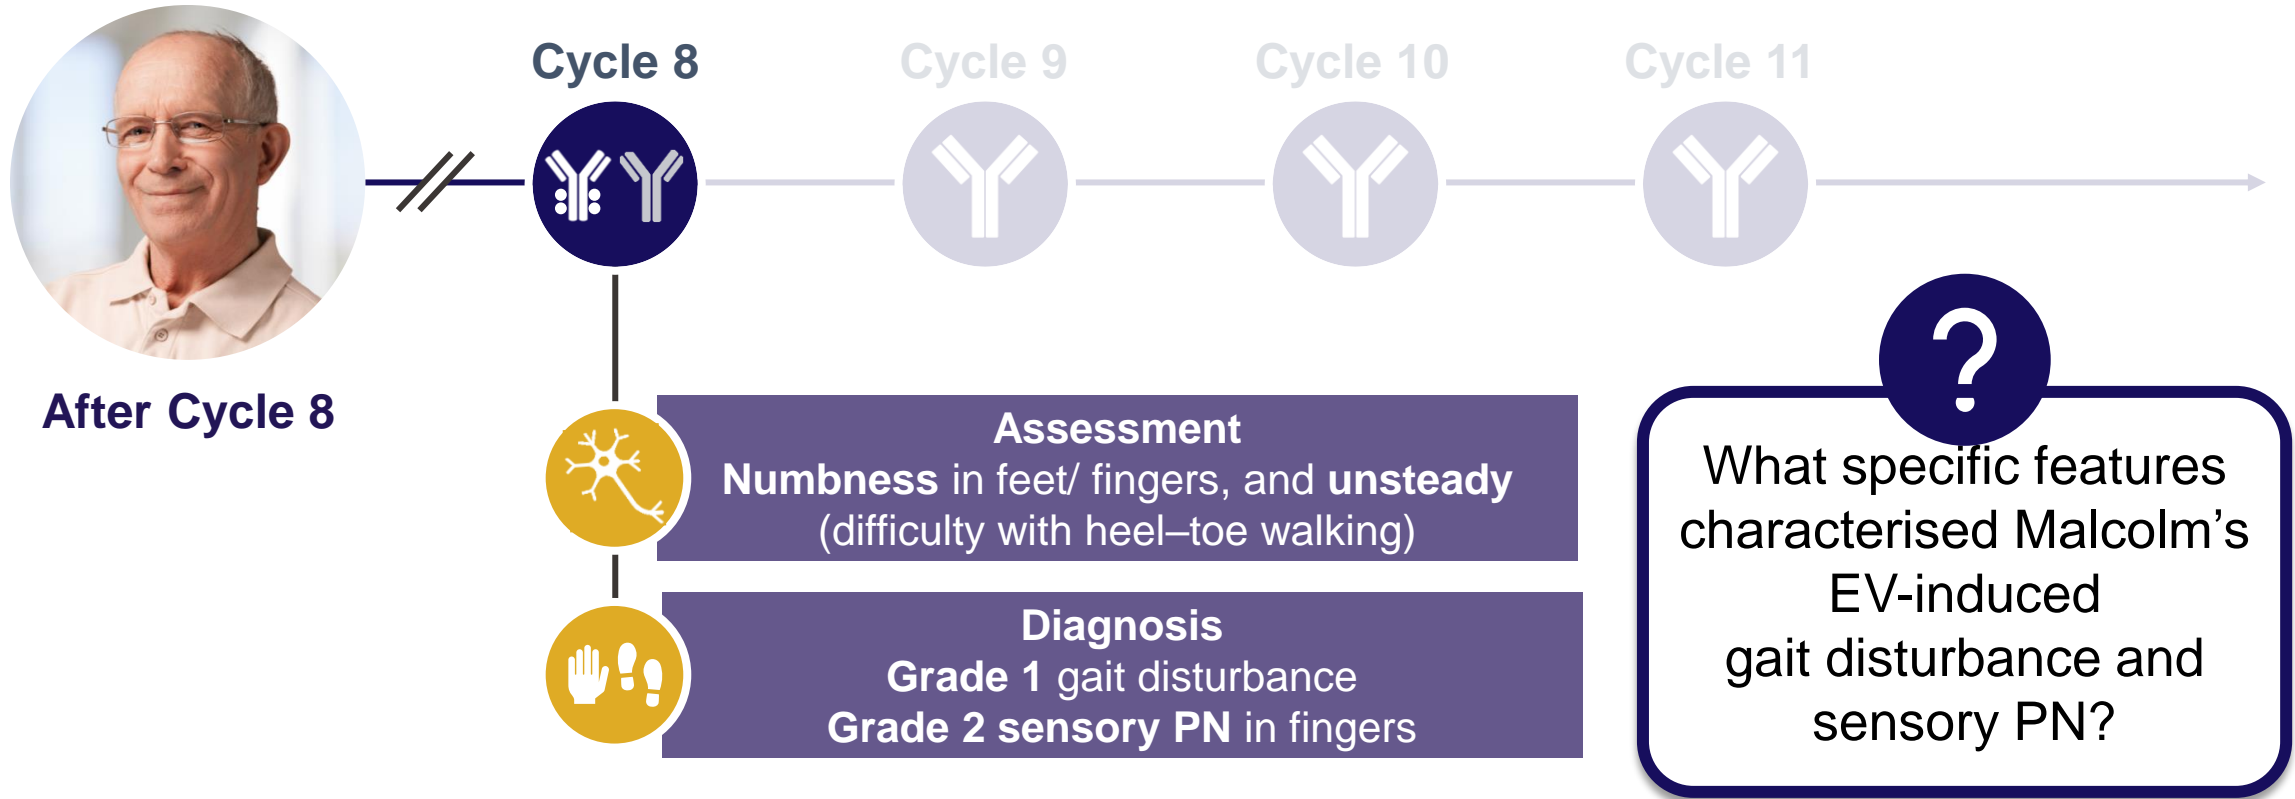 Cycle 8
Cycle 9
Cycle 10
Cycle 11
After Cycle 8
Assessment
Numbness in feet/ fingers, and unsteady
(difficulty with heel–toe walking)
Diagnosis
Grade 1 gait disturbance
Grade 2 sensory PN in fingers
?
What specific features
characterised Malcolm’s
EV-induced
gait disturbance and
sensory PN?